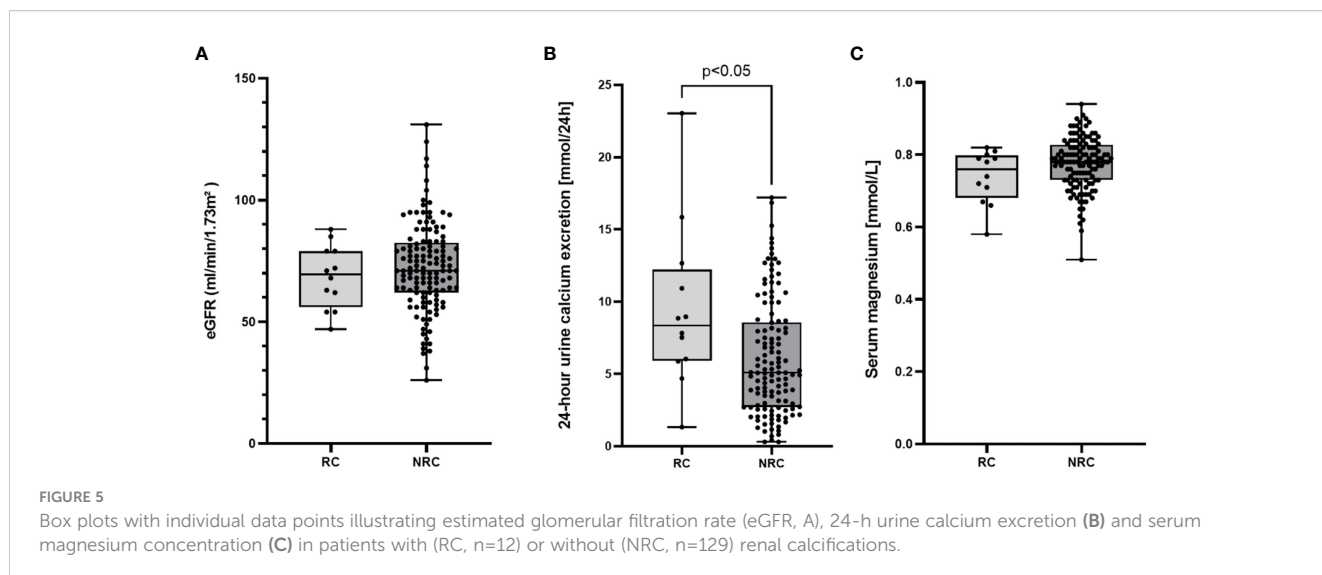 A
150
100
50
0
eGFR (ml/min/1.73m²)
RC
NRC
B
p<0.05
25
20
15
10
5
0
24-hour urine calcium excretion [mmol/24h]
RC
NRC
C
1.0
0.8
0.6
0.4
0.2
0.0
Serum magnesium [mmol/L]
RC
NRC
FIGURE 5
Box plots with individual data points illustrating estimated glomerular filtration rate (eGFR, A), 24-h urine calcium excretion (B) and serum
magnesium concentration (C) in patients with (RC, n=12) or without (NRC, n=129) renal calcifications.